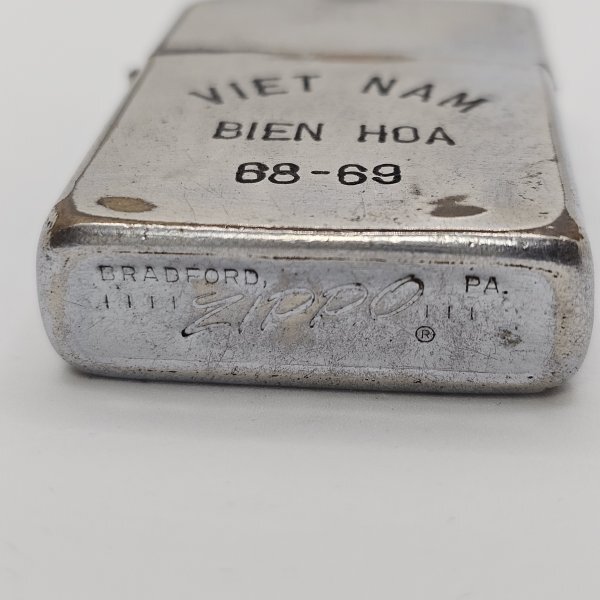 VIET NAM
BIEN HOA
68-69
BRADFORD, PA.
|||| Zippo |||
®